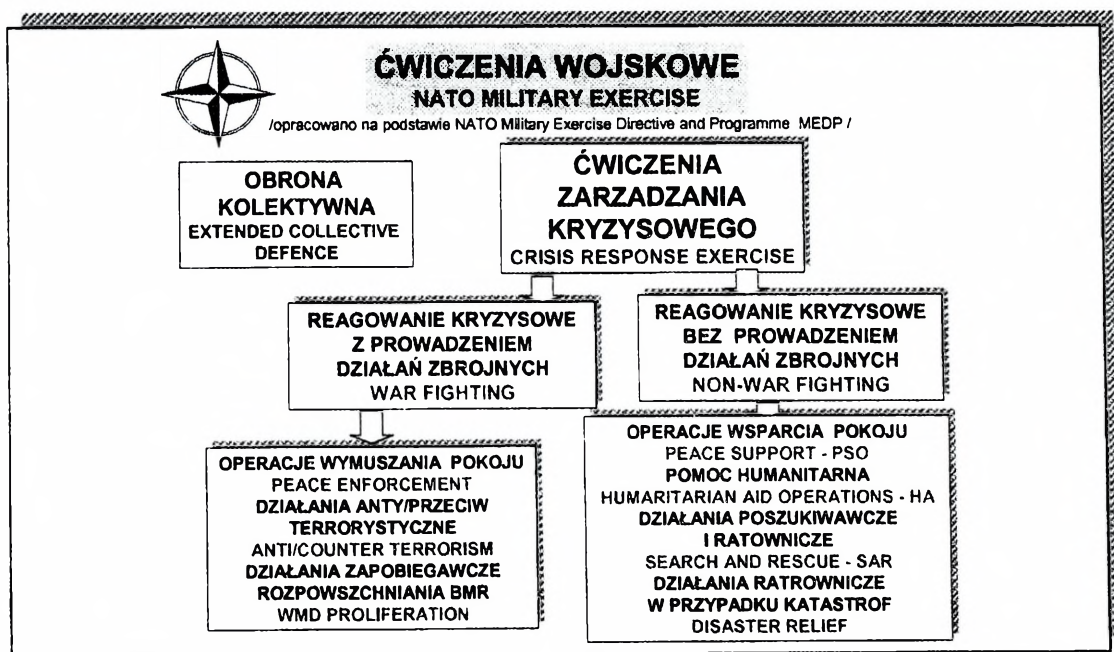 ĆWICZENIA WOJSKOWE
NATO MILITARY EXERCISE
/opracowano na podstawie NATO Military Exercise Directive and Programme MEDP /
OBRONA
KOLEKTYWNA
EXTENDED COLLECTIVE
DEFENCE
ĆWICZENIA
ZARZADZANIA
KRYZYSOWEGO
CRISIS RESPONSE EXERCISE
REAGOWANIE KRYZYSOWE
Z PROWADZENIEM
DZIAŁAŃ ZBROJNYCH
WAR FIGHTING
REAGOWANIE KRYZYSOWE
BEZ PROWADZENIEM
DZIAŁAŃ ZBROJNYCH
NON-WAR FIGHTING
OPERACJE WYMUSZANIA POKOJU
PEACE ENFORCEMENT
DZIAŁANIA ANTY/PRZECIW
TERRORYSTYCZNE
ANTI/COUNTER TERRORISM
DZIAŁANIA ZAPOBIEGAWCZE
ROZPOWSZCHNIANIA BMR
WMD PROLIFERATION
OPERACJE WSPARCIA POKOJU
PEACE SUPPORT - PSO
POMOC HUMANITARNA
HUMARITARIAN AID OPERATIONS - HA
DZIAŁANIA POSZUKIWAWCZE
I RATOWNICZE
SEARCH AND RESCUE - SAR
DZIAŁANIA RATROWNICZE
W PRZYPADKU KATASTROF
DISASTER RELIEF